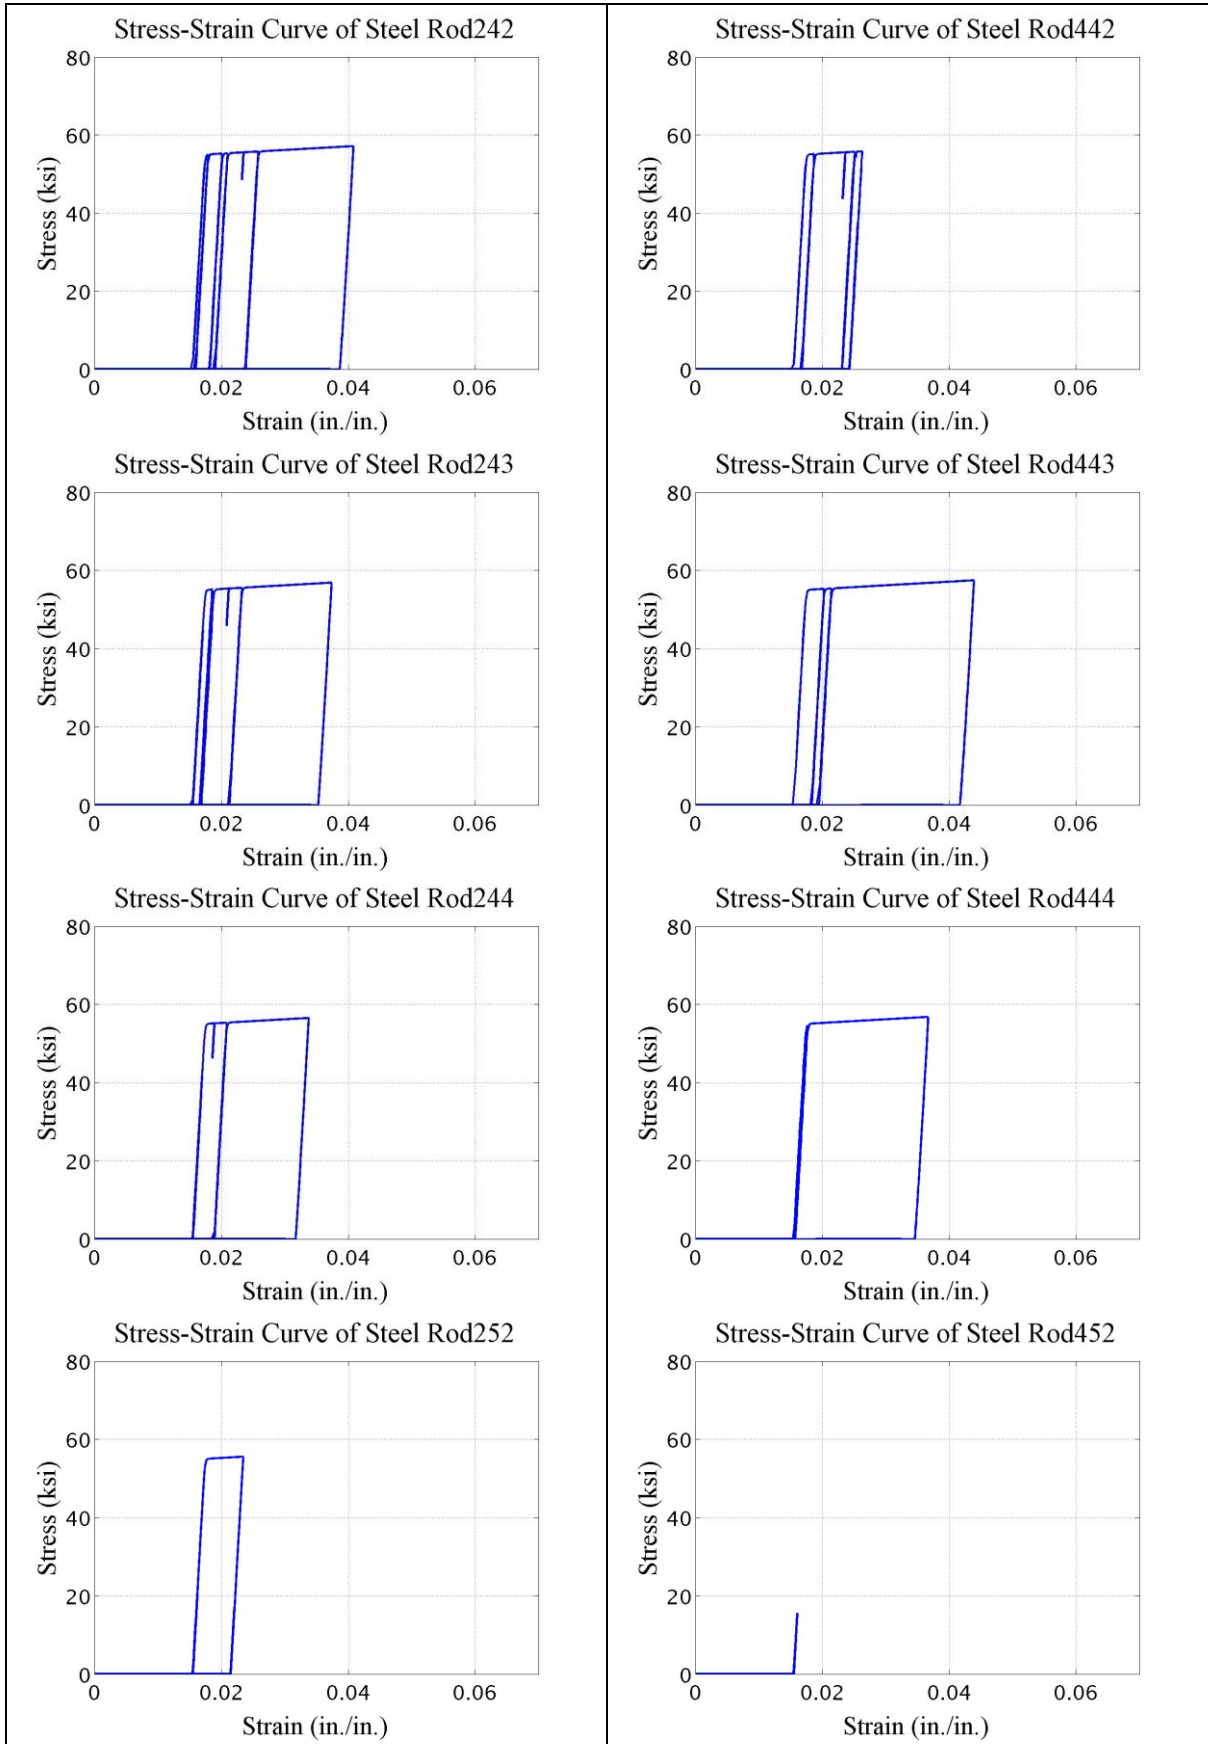 Stress-Strain Curve of Steel Rod242
80
60
40
20
0
Stress (ksi)
0 0.02 0.04 0.06
Strain (in./in.)
Stress-Strain Curve of Steel Rod442
80
60
40
20
0
Stress (ksi)
0 0.02 0.04 0.06
Strain (in./in.)
Stress-Strain Curve of Steel Rod243
80
60
40
20
0
Stress (ksi)
0 0.02 0.04 0.06
Strain (in./in.)
Stress-Strain Curve of Steel Rod443
80
60
40
20
0
Stress (ksi)
0 0.02 0.04 0.06
Strain (in./in.)
Stress-Strain Curve of Steel Rod244
80
60
40
20
0
Stress (ksi)
0 0.02 0.04 0.06
Strain (in./in.)
Stress-Strain Curve of Steel Rod444
80
60
40
20
0
Stress (ksi)
0 0.02 0.04 0.06
Strain (in./in.)
Stress-Strain Curve of Steel Rod252
80
60
40
20
0
Stress (ksi)
0 0.02 0.04 0.06
Strain (in./in.)
Stress-Strain Curve of Steel Rod452
80
60
40
20
0
Stress (ksi)
0 0.02 0.04 0.06
Strain (in./in.)